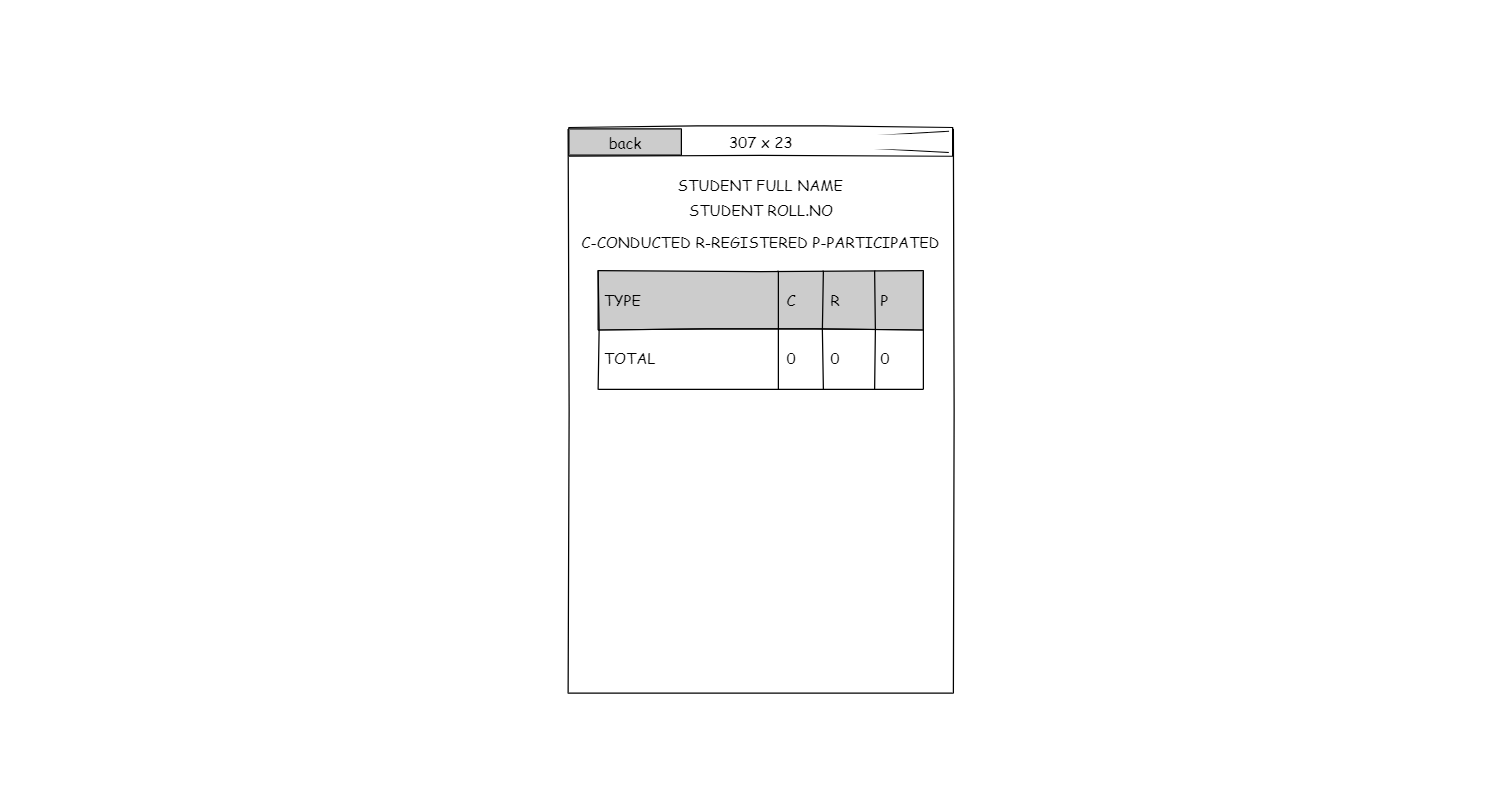 back 307 x 23
STUDENT FULL NAME
STUDENT ROLL.NO
C-CONDUCTED R-REGISTERED P-PARTICIPATED
TYPE C R P
TOTAL 0 0 0